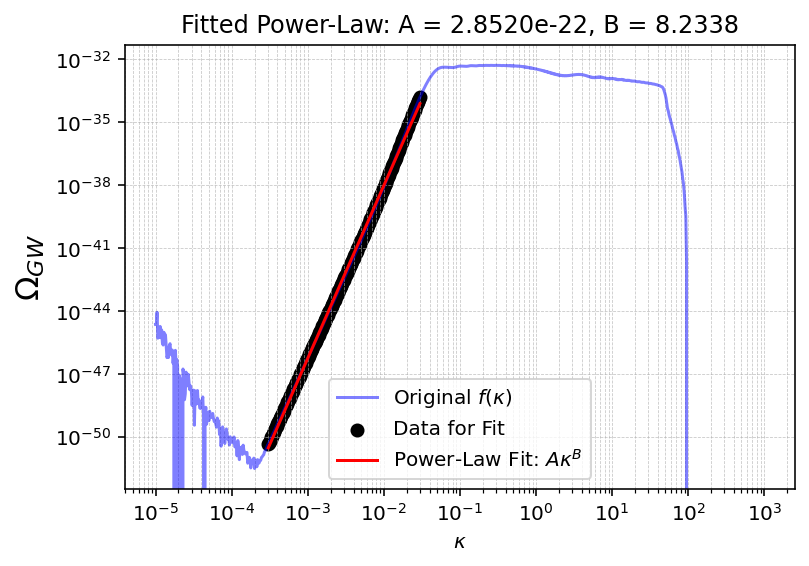 Fitted Power-Law: A = 2.8520e-22, B = 8.2338
Ω_{GW}
10^{-32}
10^{-35}
10^{-38}
10^{-41}
10^{-44}
10^{-47}
10^{-50}
Original f(κ)
Data for Fit
Power-Law Fit: Aκ^{B}
10^{-5} 10^{-4} 10^{-3} 10^{-2} 10^{-1} 10^{0} 10^{1} 10^{2} 10^{3}
κ